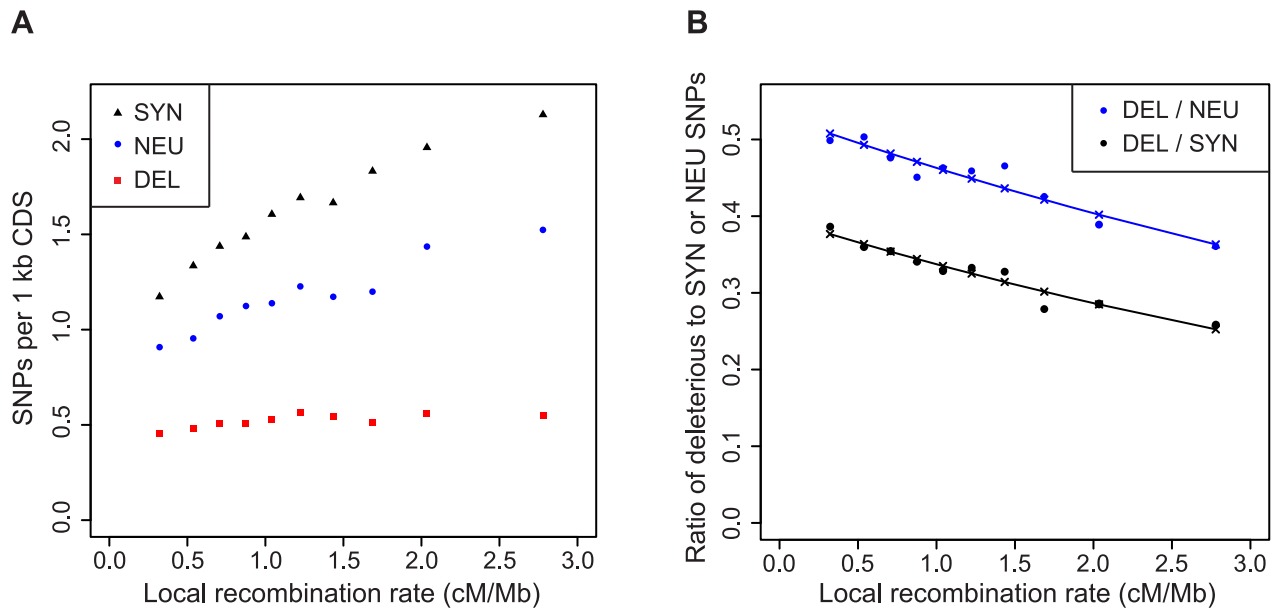 A
SNPs per 1 kb CDS
2.0
1.5
1.0
0.5
0.0
SYN
NEU
DEL
0.0 0.5 1.0 1.5 2.0 2.5 3.0
Local recombination rate (cM/Mb)
B
Ratio of deleterious to SYN or NEU SNPs
0.5
0.4
0.3
0.2
0.1
0.0
DEL / NEU
DEL / SYN
0.0 0.5 1.0 1.5 2.0 2.5 3.0
Local recombination rate (cM/Mb)